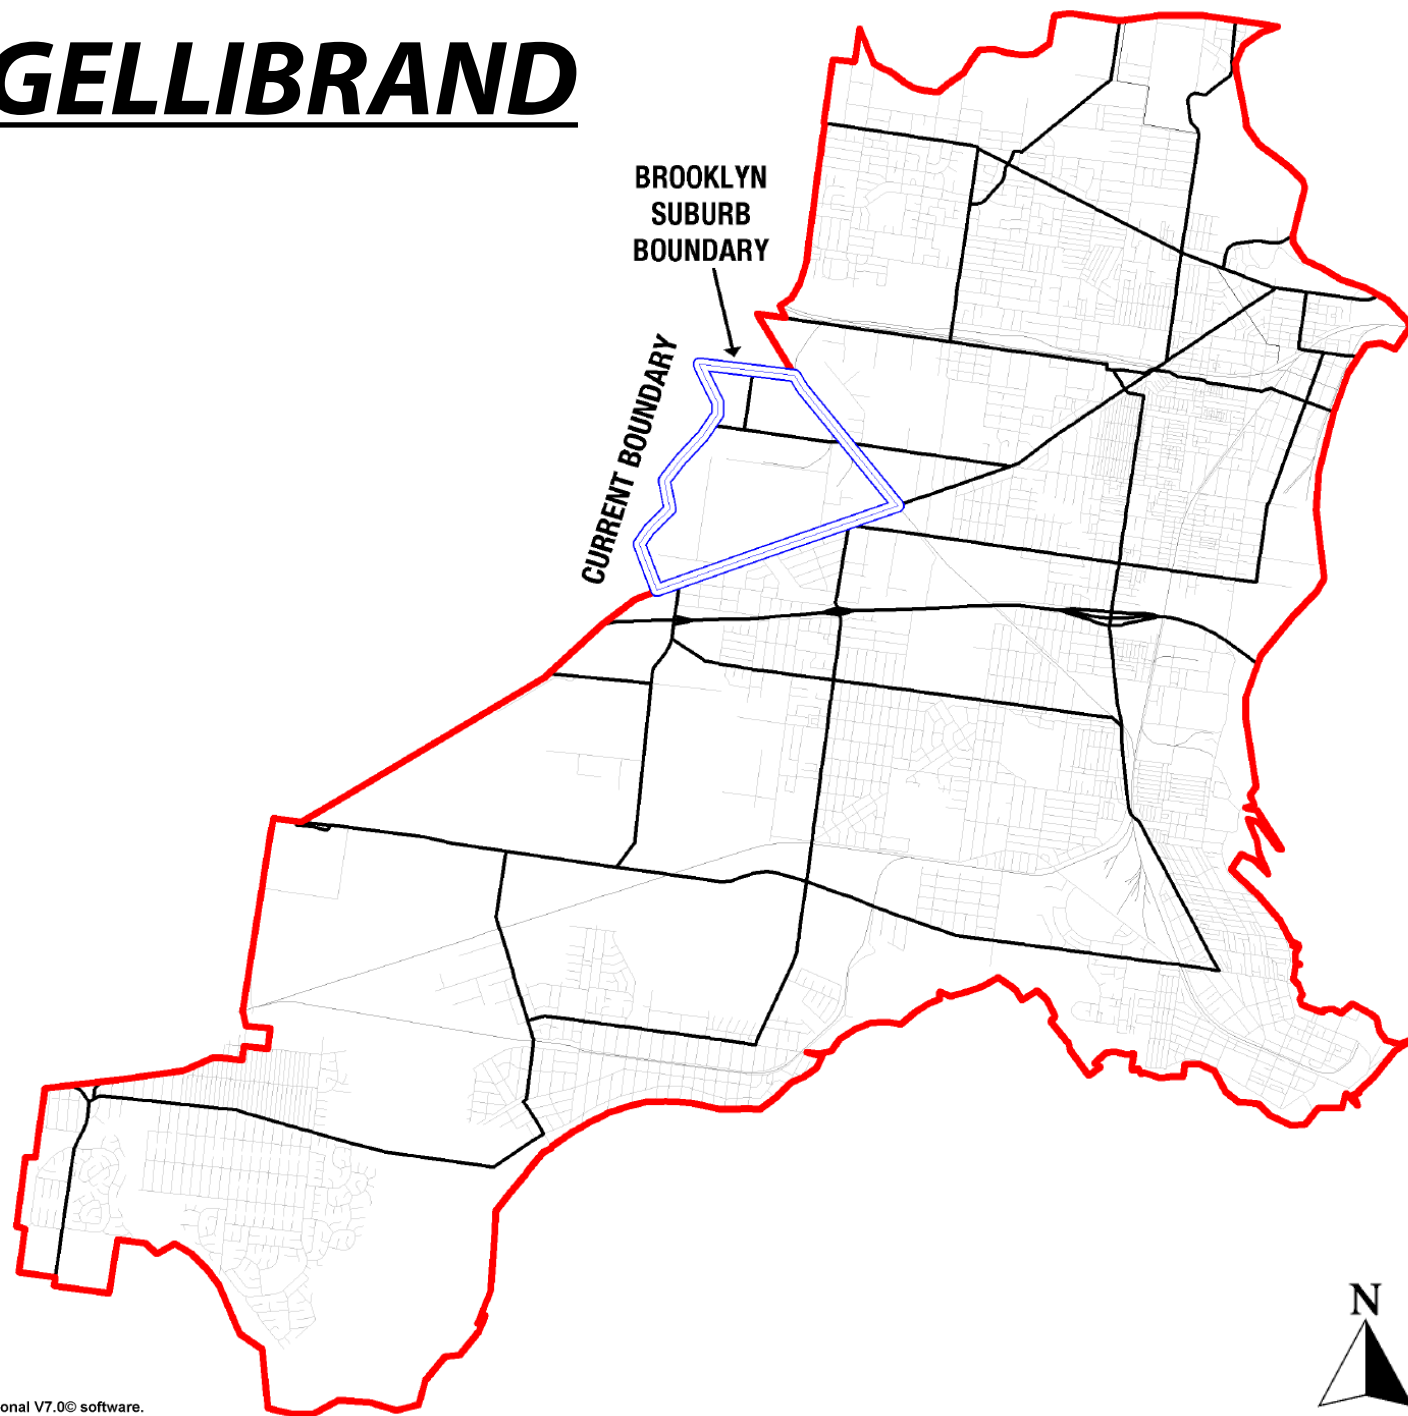 GELLIBRAND
BROOKLYN
SUBURB
BOUNDARY
CURRENT BOUNDARY
N
onal V7.0© software.